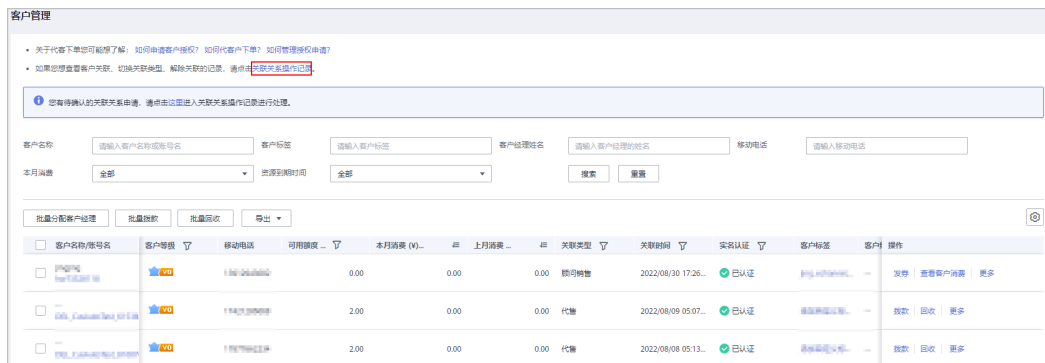 客户管理
• 关于代客下单您可能想了解： 如何申请客户授权？ 如何代客户下单？ 如何管理授权申请？
• 如果您想查看客户关联、切换关联类型、解除关联的记录，请点击关联关系操作记录。
您有待确认的关联关系申请，请点击这里进入关联关系操作记录进行处理。
客户名称 请输入客户名称或账号名 客户标签 请输入客户标签 客户经理姓名 请输入客户经理的姓名 移动电话 请输入移动电话
本月消费 全部 资源到期时间 全部 搜索 重置
批量分配客户经理 批量拨款 批量回收 导出
客户名称/账号名 客户等级 移动电话 可用额度 ... 本月消费 (¥)... 上月消费 ... 关联类型 关联时间 实名认证 客户标签 操作
V0 0.00 0.00 0.00 顾问销售 2022/08/30 17:26... 已认证 -- 发券 查看客户消费 更多
--
V0 2.00 0.00 0.00 代售 2022/08/09 05:07... 已认证 -- 拨款 回收 更多
--
V0 2.00 0.00 0.00 代售 2022/08/08 05:13... 已认证 -- 拨款 回收 更多